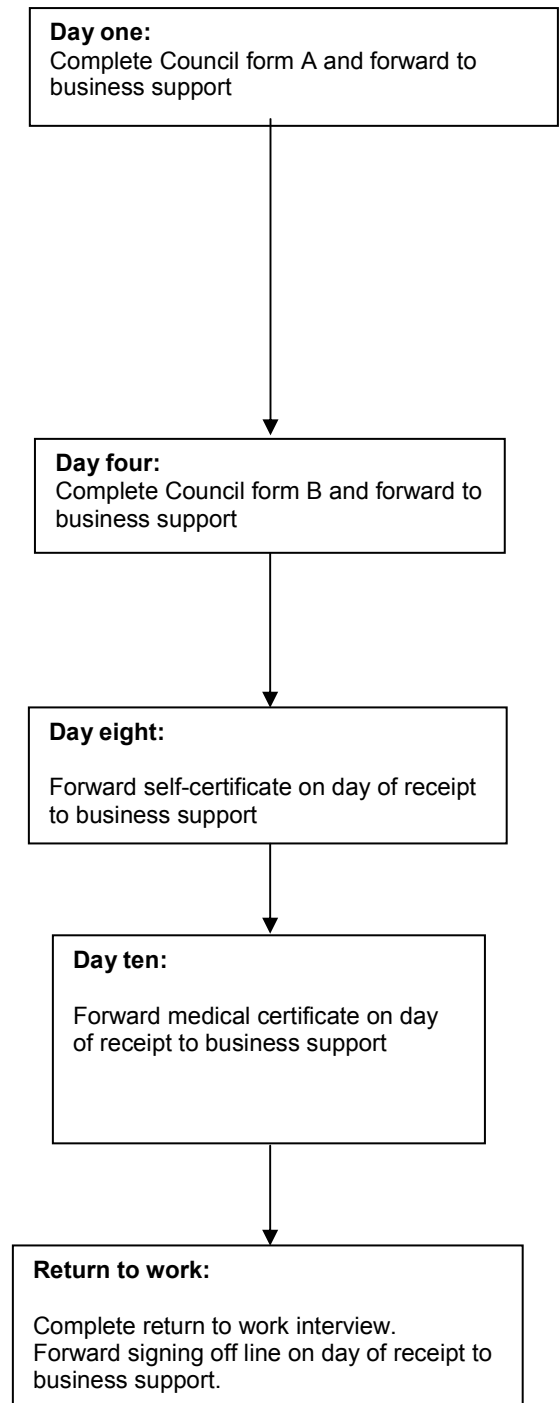 Day one:
Complete Council form A and forward to
business support
Day four:
Complete Council form B and forward to
business support
Day eight:
Forward self-certificate on day of receipt
to business support
Day ten:
Forward medical certificate on day
of receipt to business support
Return to work:
Complete return to work interview.
Forward signing off line on day of receipt to
business support.